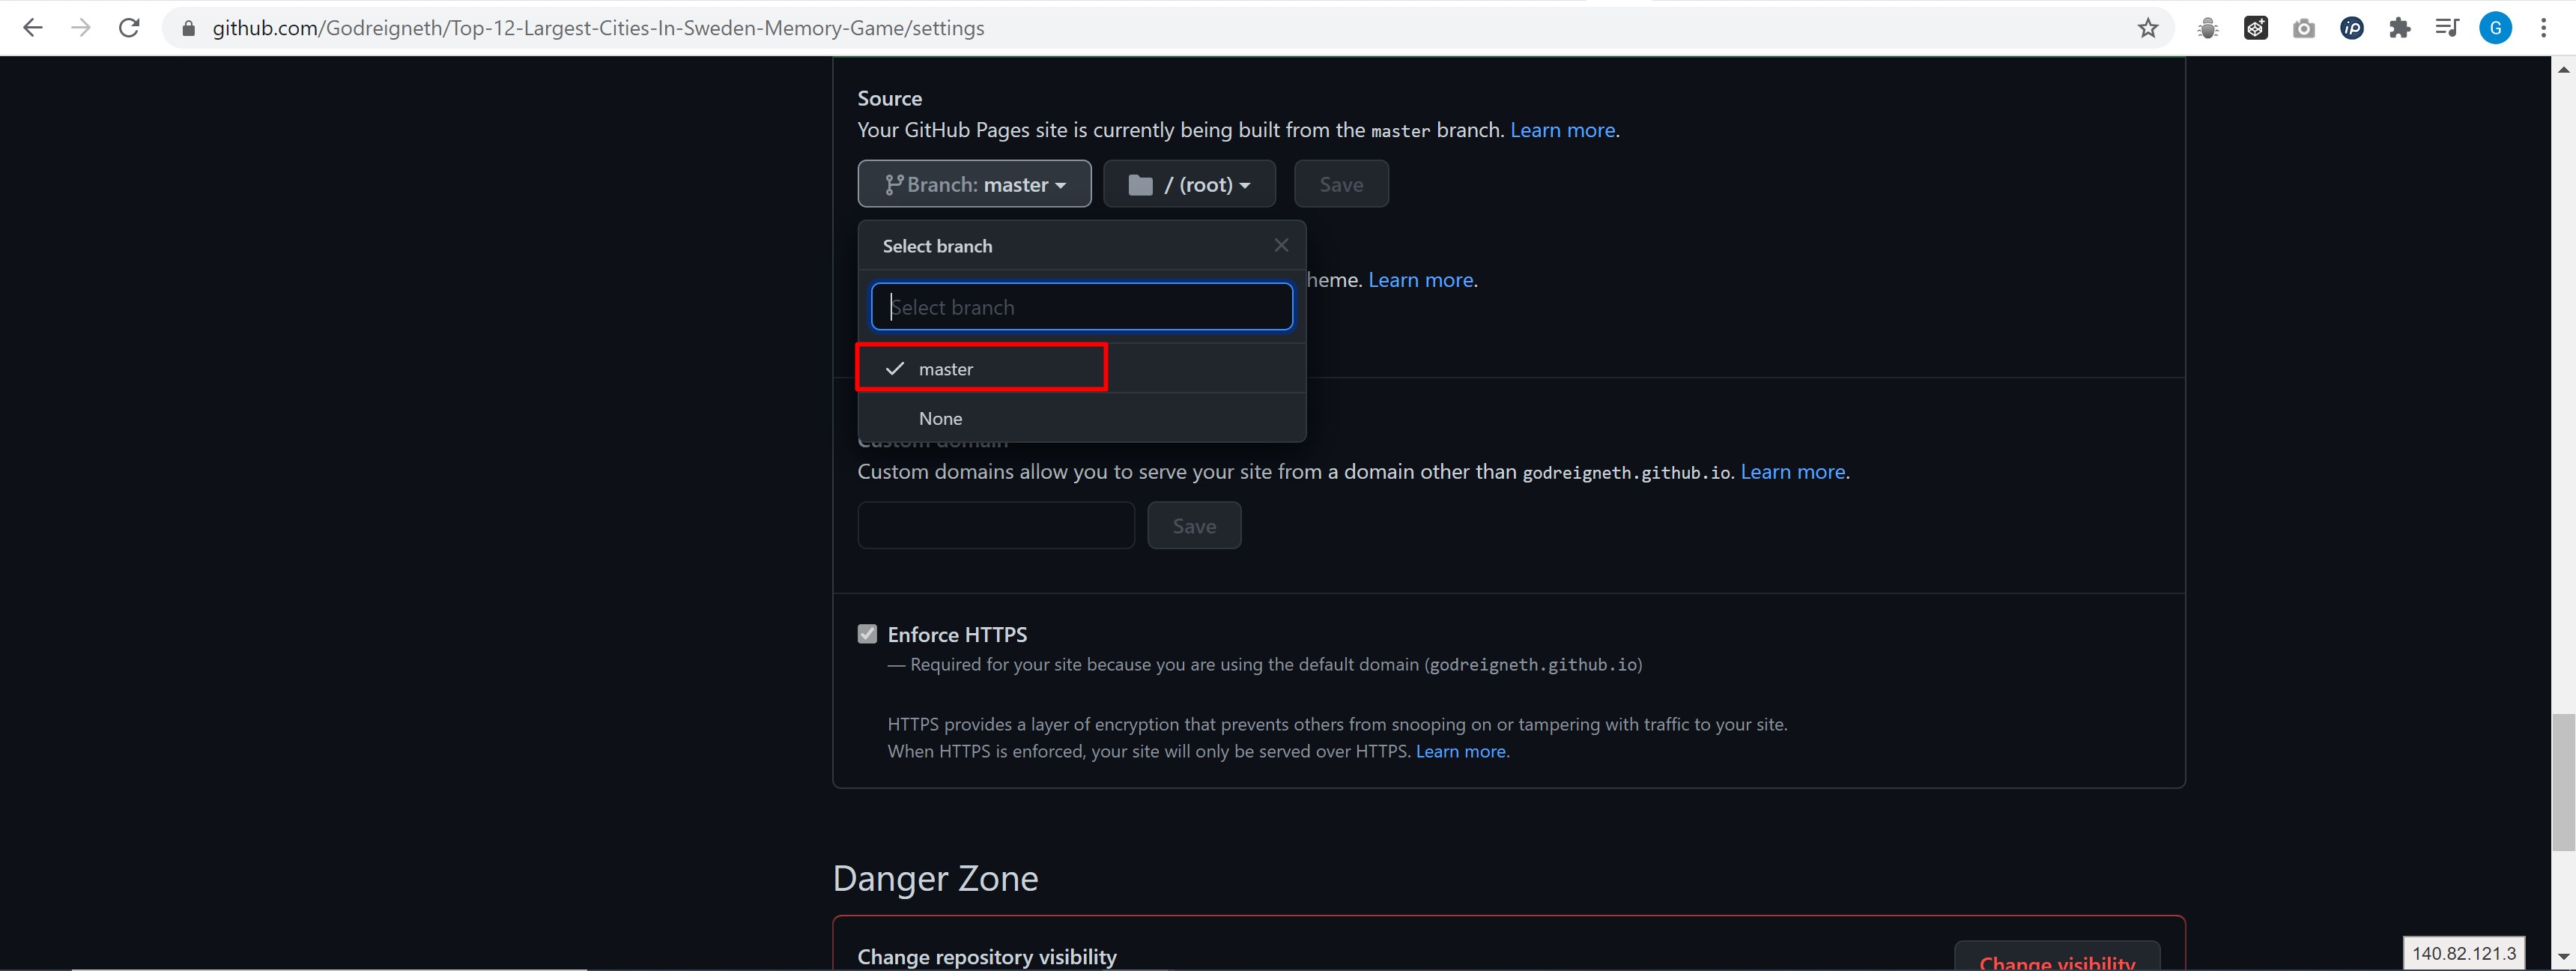 github.com/Godreigneth/Top-12-Largest-Cities-In-Sweden-Memory-Game/settings
ip
G
Source
Your GitHub Pages site is currently being built from the master branch. Learn more.
Branch: master
/ (root)
Save
Select branch
heme. Learn more.
Select branch
master
None
Custom domain
Custom domains allow you to serve your site from a domain other than godreigneth.github.io. Learn more.
Save
Enforce HTTPS
— Required for your site because you are using the default domain (godreigneth.github.io)
HTTPS provides a layer of encryption that prevents others from snooping on or tampering with traffic to your site.
When HTTPS is enforced, your site will only be served over HTTPS. Learn more.
Danger Zone
Change repository visibility
Change visibility
140.82.121.3